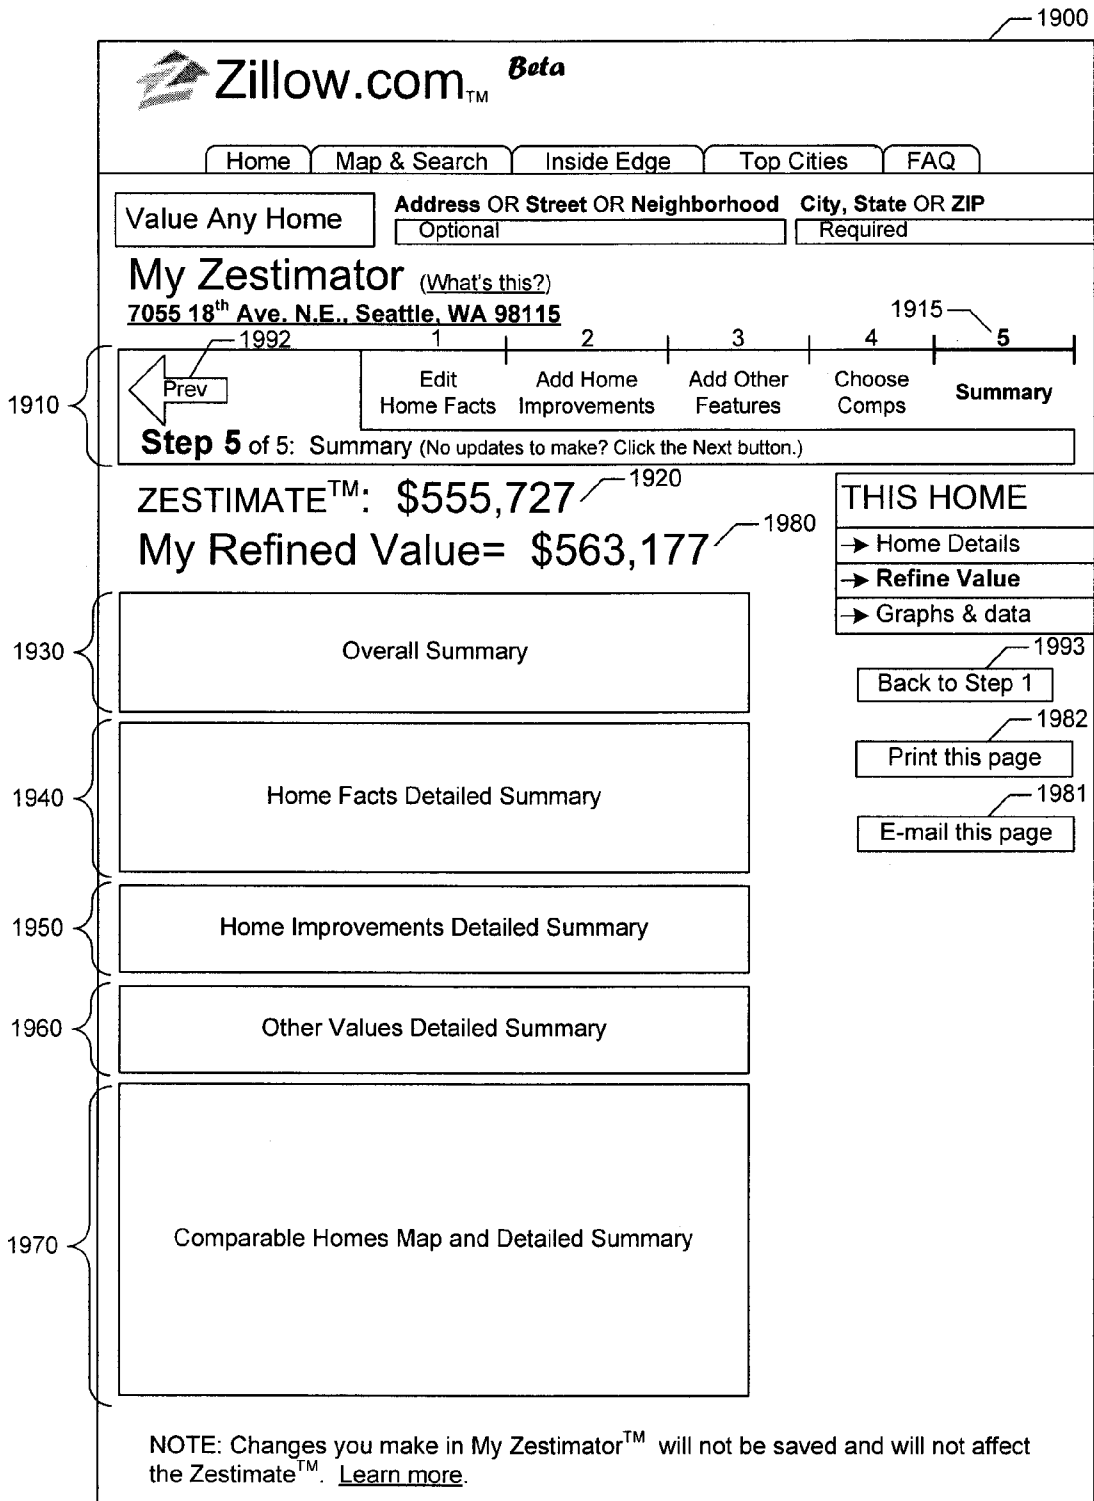 1900
Zillow.com TM Beta
Home Map & Search Inside Edge Top Cities FAQ
Value Any Home
Address OR Street OR Neighborhood City, State OR ZIP
Optional Required
My Zestimator (What's this?)
7055 18th Ave. N.E., Seattle, WA 98115
1915
1992 1 2 3 4 5
1910
Prev
Edit Home Facts
Add Home Improvements
Add Other Features
Choose Comps
Summary
Step 5 of 5: Summary (No updates to make? Click the Next button.)
ZESTIMATE™: $555,727 1920
My Refined Value= $563,177 1980
THIS HOME
→ Home Details
→ Refine Value
→ Graphs & data
1993
Back to Step 1
1982
Print this page
1981
E-mail this page
1930 Overall Summary
1940 Home Facts Detailed Summary
1950 Home Improvements Detailed Summary
1960 Other Values Detailed Summary
1970 Comparable Homes Map and Detailed Summary
NOTE: Changes you make in My Zestimator™ will not be saved and will not affect
the Zestimate™. Learn more.